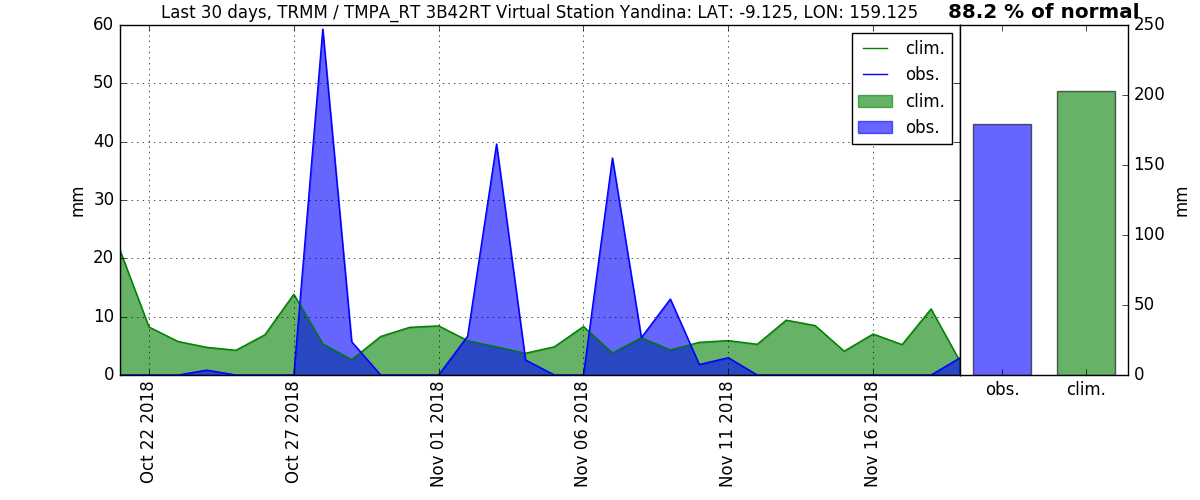 Last 30 days, TRMM / TMPA_RT 3B42RT Virtual Station Yandina: LAT: -9.125, LON: 159.125
88.2 % of normal
60
50
40
30
20
10
0
mm
clim.
obs.
clim.
obs.
Oct 22 2018
Oct 27 2018
Nov 01 2018
Nov 06 2018
Nov 11 2018
Nov 16 2018
250
200
150
100
50
0
mm
obs.
clim.